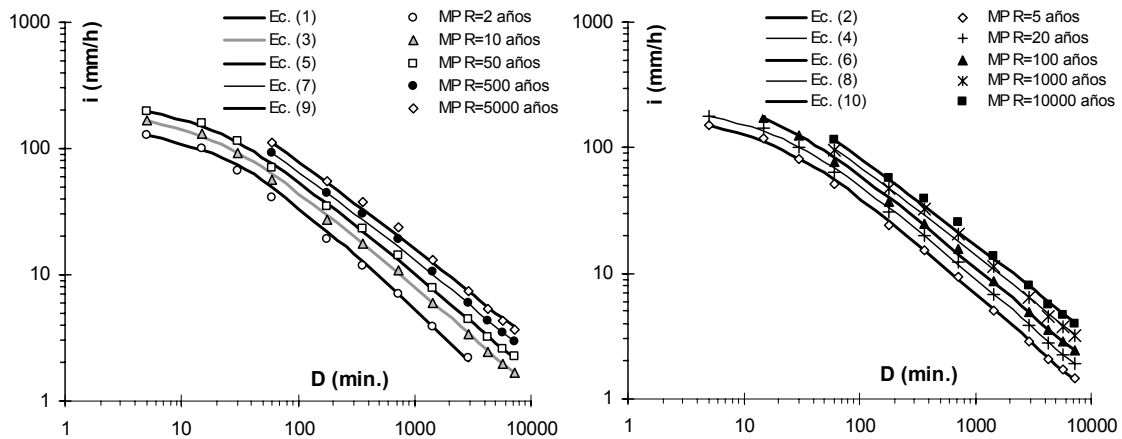 1000
100
10
1
i (mm/h)
Ec. (1)
Ec. (3)
Ec. (5)
Ec. (7)
Ec. (9)
MP R=2 años
MP R=10 años
MP R=50 años
MP R=500 años
MP R=5000 años
D (min.)
1 10 100 1000 10000
1000
100
10
1
i (mm/h)
Ec. (2)
Ec. (4)
Ec. (6)
Ec. (8)
Ec. (10)
MP R=5 años
MP R=20 años
MP R=100 años
MP R=1000 años
MP R=10000 años
D (min.)
1 10 100 1000 10000